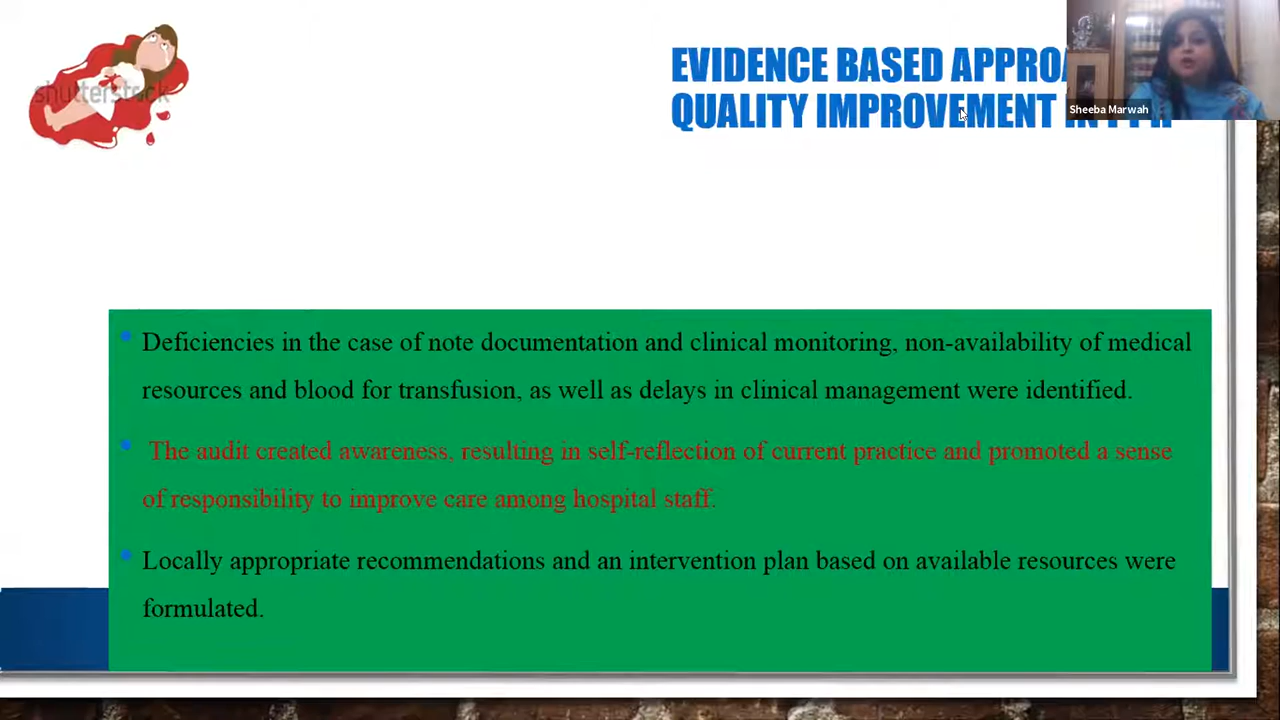 shutterstock
EVIDENCE BASED
QUALITY IMPROVEMENT
Sheeba Marwah
Deficiencies in the case of note documentation and clinical monitoring, non-availability of medical
resources and blood for transfusion, as well as delays in clinical management were identified.
The audit created awareness, resulting in self-reflection of current practice and promoted a sense
of responsibility to improve care among hospital staff.
Locally appropriate recommendations and an intervention plan based on available resources were
formulated.